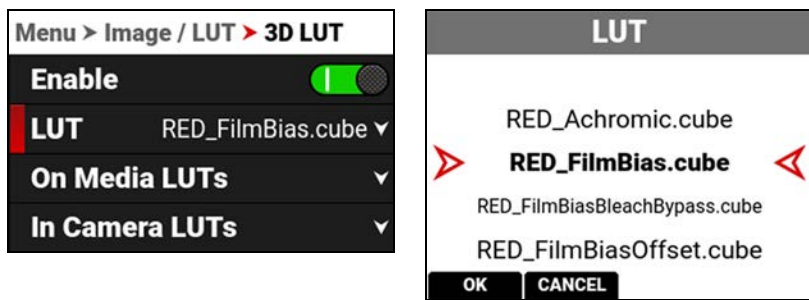 Menu > Image / LUT > 3D LUT
Enable
LUT RED_FilmBias.cube
On Media LUTs
In Camera LUTs
LUT
RED_Achromic.cube
RED_FilmBias.cube
RED_FilmBiasBleachBypass.cube
RED_FilmBiasOffset.cube
OK CANCEL